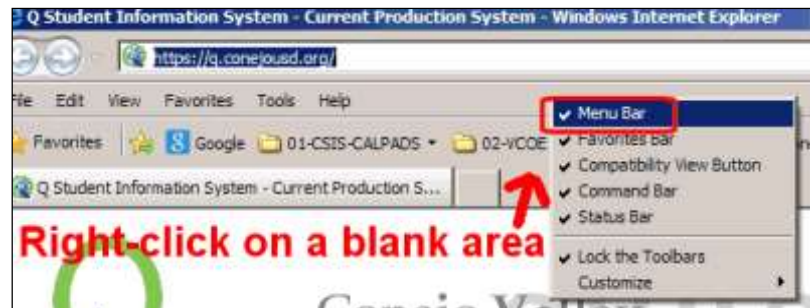 Q Student Information System - Current Production System - Windows Internet Explorer
https://q.conejousd.org/
File Edit View Favorites Tools Help
Favorites Google 01-CSIS-CALPADS 02-VCOE
Q Student Information System - Current Production S...
Menu Bar
Favorites Bar
Compatibility View Button
Command Bar
Status Bar
Lock the Toolbars
Customize
Right-click on a blank area